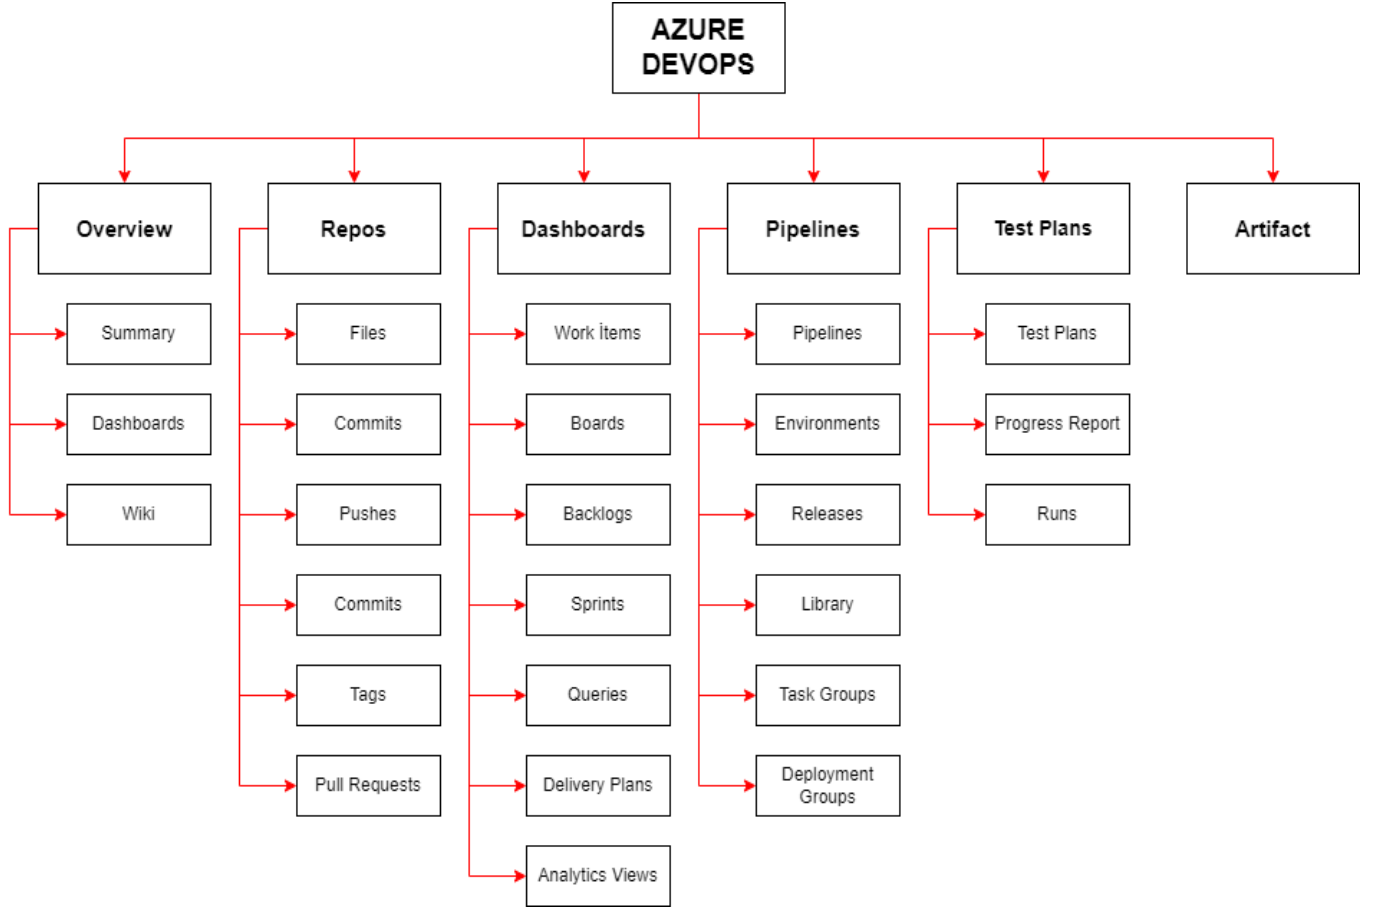 AZURE
DEVOPS
Overview
Repos
Dashboards
Pipelines
Test Plans
Artifact
Summary
Files
Work İtems
Pipelines
Test Plans
Dashboards
Commits
Boards
Environments
Progress Report
Wiki
Pushes
Backlogs
Releases
Runs
Commits
Sprints
Library
Tags
Queries
Task Groups
Pull Requests
Delivery Plans
Deployment
Groups
Analytics Views